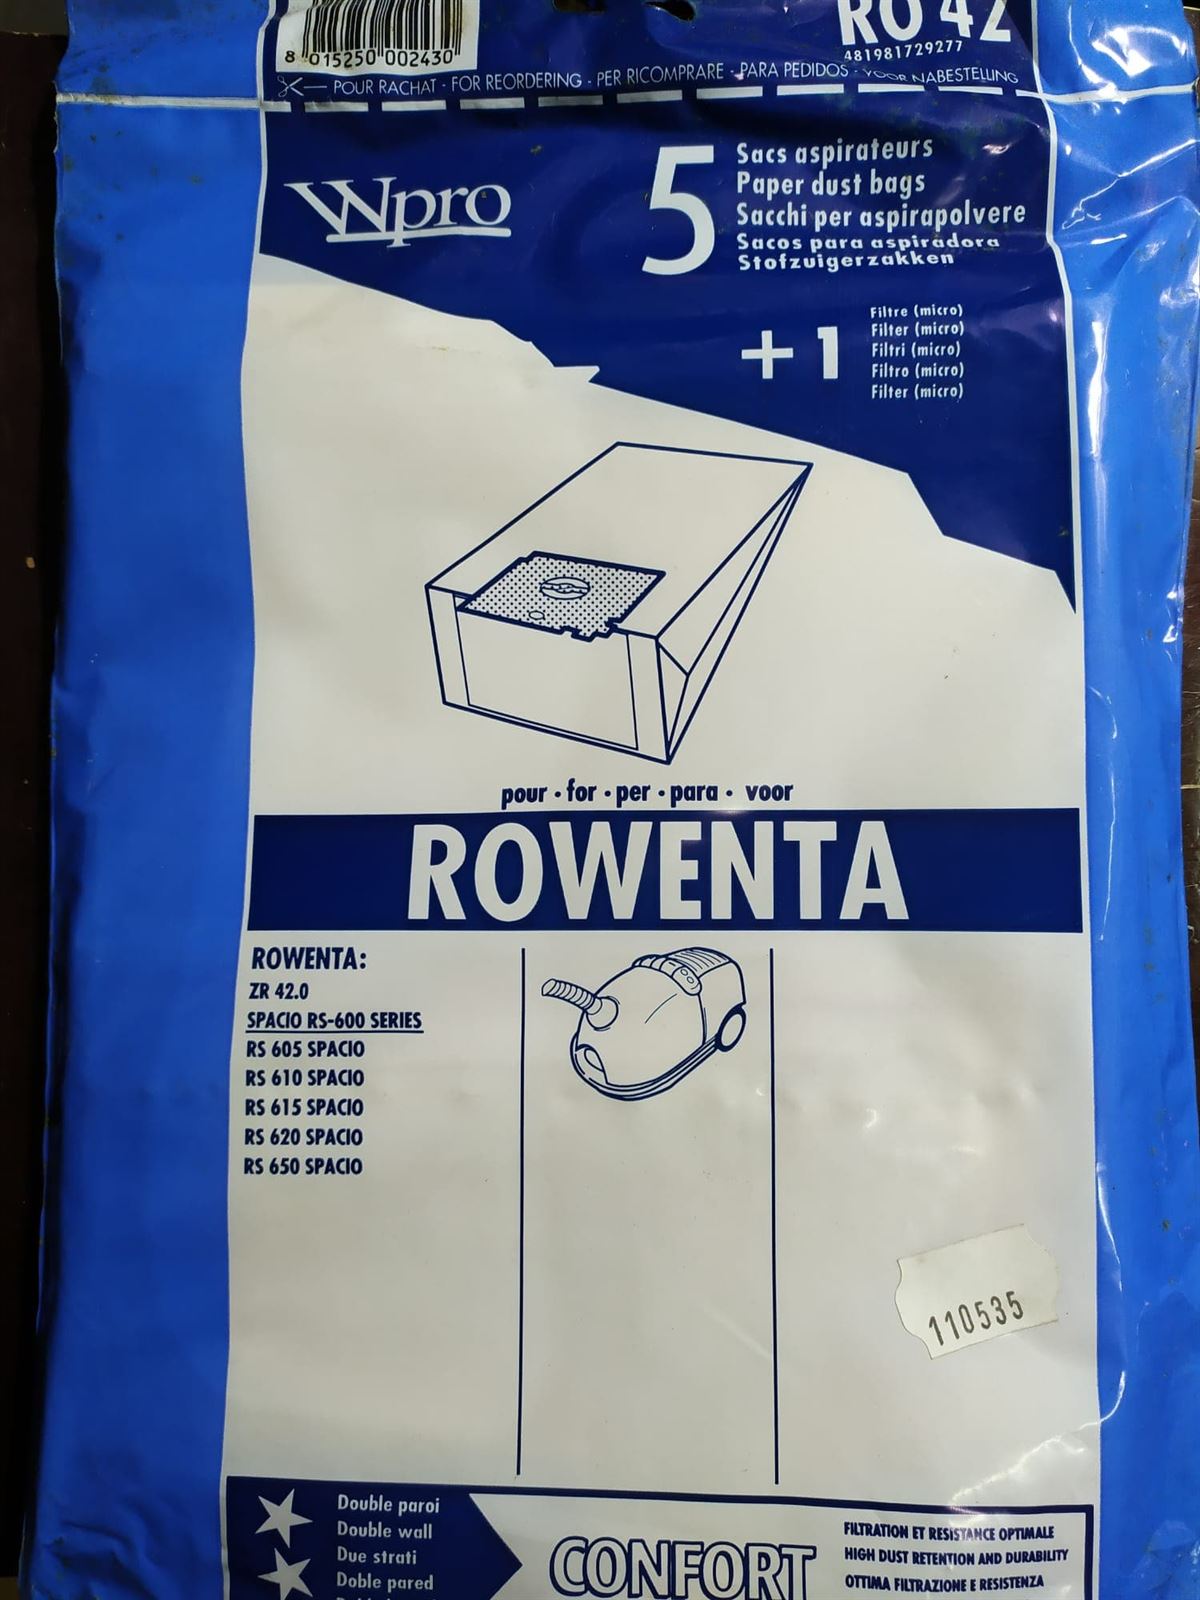 RO 42
8 015250 002430
481981729277
POUR RACHAT - FOR REORDERING - PER RICOMPRARE - PARA PEDIDOS - VOOR NABESTELLING
Wpro
5
Sacs aspirateurs
Paper dust bags
Sacchi per aspirapolvere
Sacos para aspiradora
Stofzuigerzakken
+1
Filtre (micro)
Filter (micro)
Filtri (micro)
Filtro (micro)
Filter (micro)
pour · for · per · para · voor
ROWENTA
ROWENTA:
ZR 42.0
SPACIO RS-600 SERIES
RS 605 SPACIO
RS 610 SPACIO
RS 615 SPACIO
RS 620 SPACIO
RS 650 SPACIO
110535
Double paroi
Double wall
Due strati
Doble pared
CONFORT
FILTRATION ET RESISTANCE OPTIMALE
HIGH DUST RETENTION AND DURABILITY
OTTIMA FILTRAZIONE E RESISTENZA